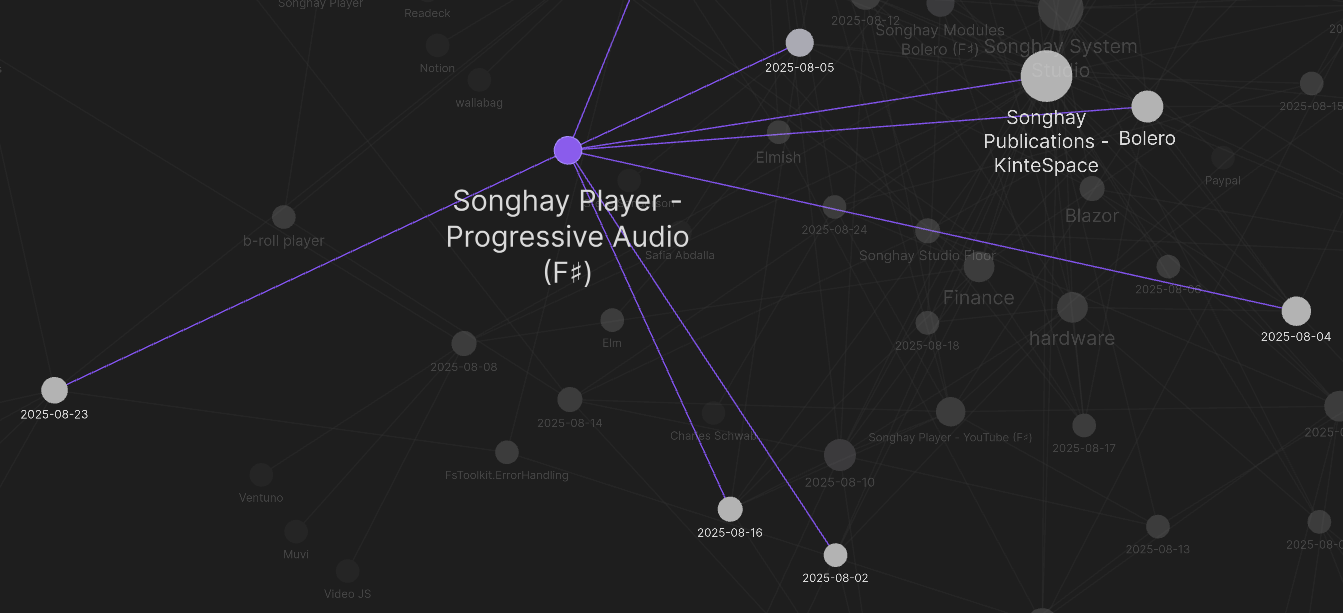 Songhay Player
Readeck
2025-08-12
Songhay Modules
Bolero (F♯)
Songhay System
Studio
Notion
2025-08-05
wallabag
2025-08-15
Songhay
Publications -
KinteSpace
Bolero
Elmish
Paypal
Songhay Player -
Progressive Audio
(F♯)
Blazor
b-roll player
2025-08-24
Safia Abdalla
Songhay Studio Floor
2025-08-06
Finance
Elm
hardware
2025-08-04
2025-08-18
2025-08-08
2025-08-23
2025-08-14
Charles Schwab
Songhay Player - YouTube (F♯)
2025-08-17
FsToolkit.ErrorHandling
2025-08-10
Ventuno
2025-08-16
Muvi
2025-08-13
2025-08-02
Video JS